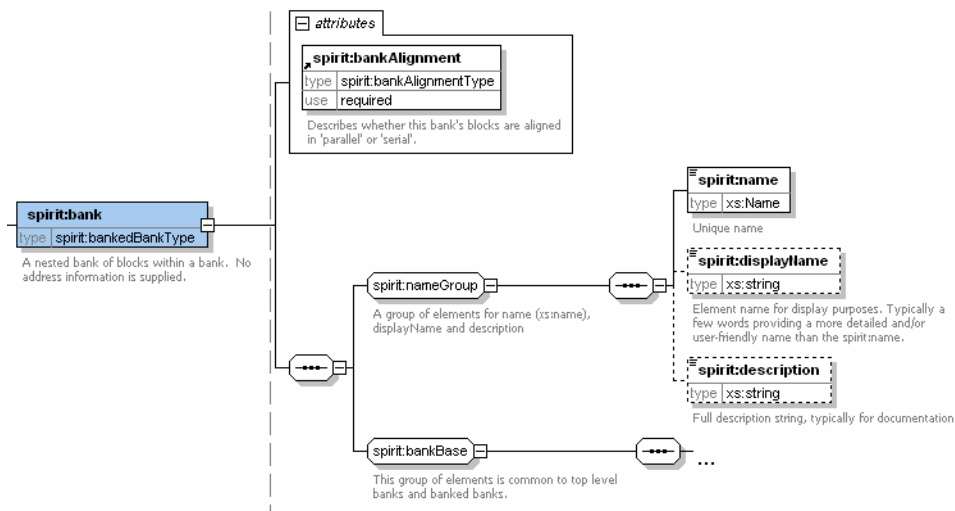 attributes
spirit:bankAlignment
type spirit:bankAlignmentType
use required
Describes whether this bank's blocks are aligned
in 'parallel' or 'serial'.
spirit:bank
type spirit:bankedBankType
A nested bank of blocks within a bank. No
address information is supplied.
spirit:nameGroup
A group of elements for name (xs:name),
displayName and description
spirit:name
type xs:Name
Unique name
spirit:displayName
type xs:string
Element name for display purposes. Typically a
few words providing a more detailed and/or
user-friendly name than the spirit:name.
spirit:description
type xs:string
Full description string, typically for documentation
spirit:bankBase
This group of elements is common to top level
banks and banked banks.
...